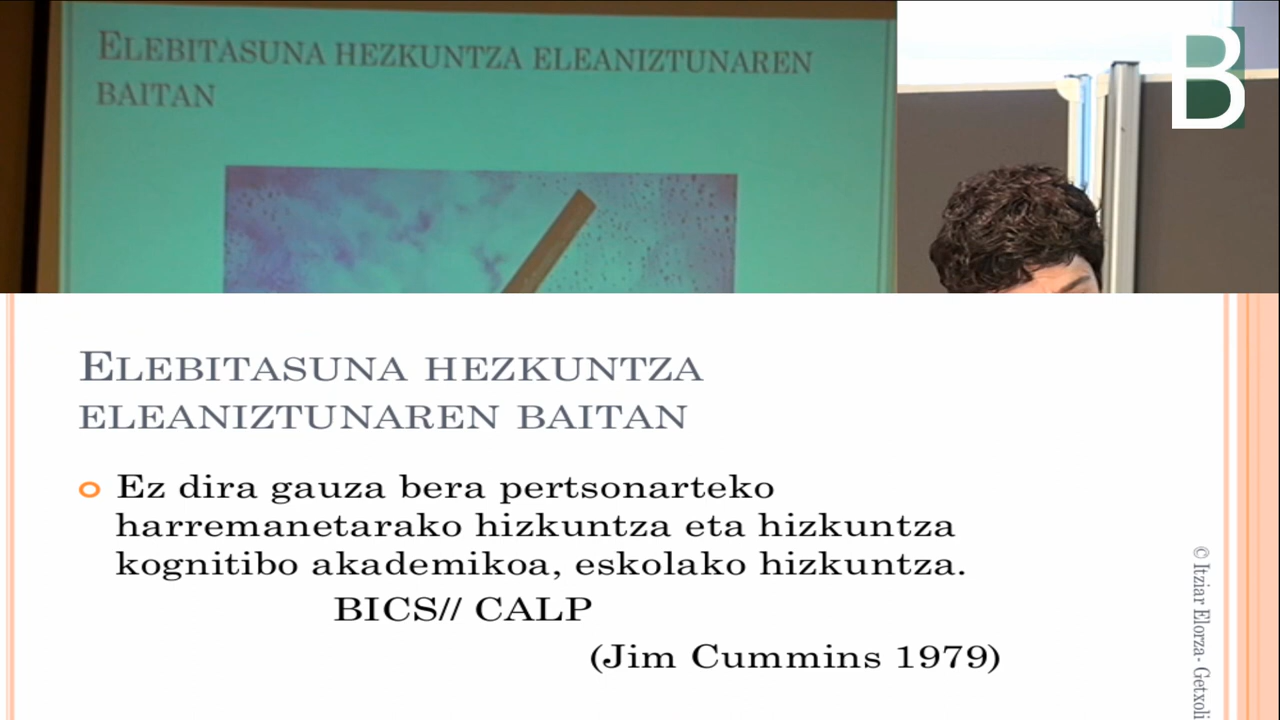 ELEBITASUNA HEZKUNTZA ELEANIZTUNAREN
BAITAN
B
ELEBITASUNA HEZKUNTZA
ELEANIZTUNAREN BAITAN
Ez dira gauza bera pertsonarteko
harremanetarako hizkuntza eta hizkuntza
kognitibo akademikoa, eskolako hizkuntza.
BICS// CALP
(Jim Cummins 1979)
© Itziar Elorza- Getxoli